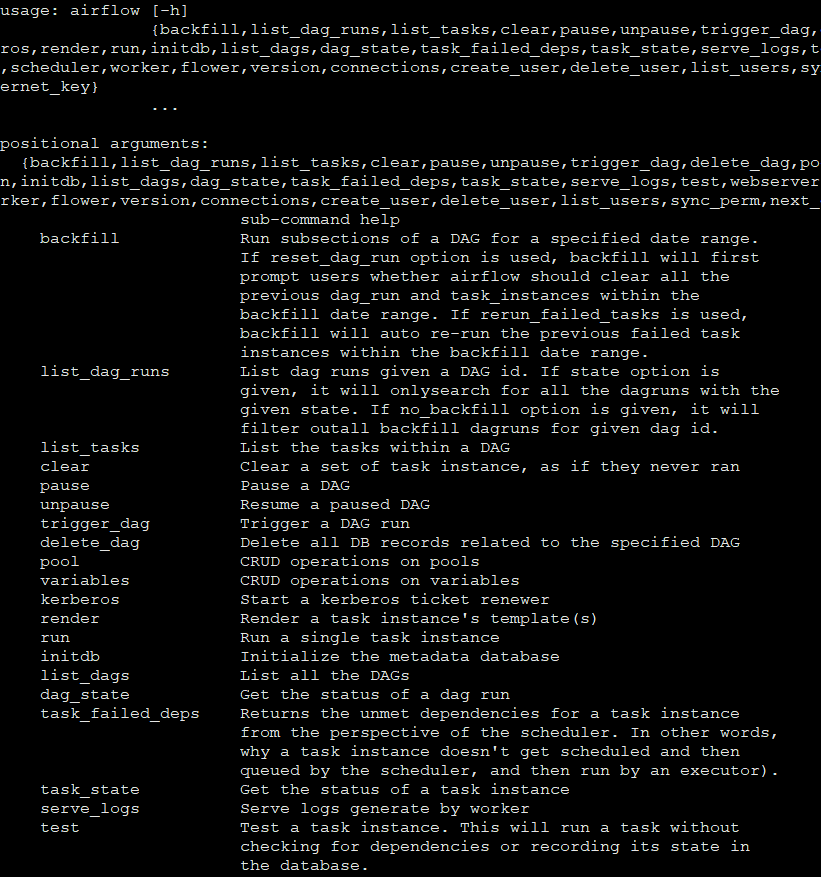 usage: airflow [-h]
{backfill,list_dag_runs,list_tasks,clear,pause,unpause,trigger_dag,
ros,render,run,initdb,list_dags,dag_state,task_failed_deps,task_state,serve_logs,t
,scheduler,worker,flower,version,connections,create_user,delete_user,list_users,sy
ernet_key}
...
positional arguments:
{backfill,list_dag_runs,list_tasks,clear,pause,unpause,trigger_dag,delete_dag,po
n,initdb,list_dags,dag_state,task_failed_deps,task_state,serve_logs,test,webserver
rker,flower,version,connections,create_user,delete_user,list_users,sync_perm,next_
sub-command help
backfill Run subsections of a DAG for a specified date range.
If reset_dag_run option is used, backfill will first
prompt users whether airflow should clear all the
previous dag_run and task_instances within the
backfill date range. If rerun_failed_tasks is used,
backfill will auto re-run the previous failed task
instances within the backfill date range.
list_dag_runs List dag runs given a DAG id. If state option is
given, it will onlysearch for all the dagruns with the
given state. If no_backfill option is given, it will
filter outall backfill dagruns for given dag id.
list_tasks List the tasks within a DAG
clear Clear a set of task instance, as if they never ran
pause Pause a DAG
unpause Resume a paused DAG
trigger_dag Trigger a DAG run
delete_dag Delete all DB records related to the specified DAG
pool CRUD operations on pools
variables CRUD operations on variables
kerberos Start a kerberos ticket renewer
render Render a task instance's template(s)
run Run a single task instance
initdb Initialize the metadata database
list_dags List all the DAGs
dag_state Get the status of a dag run
task_failed_deps Returns the unmet dependencies for a task instance
from the perspective of the scheduler. In other words,
why a task instance doesn't get scheduled and then
queued by the scheduler, and then run by an executor).
task_state Get the status of a task instance
serve_logs Serve logs generate by worker
test Test a task instance. This will run a task without
checking for dependencies or recording its state in
the database.